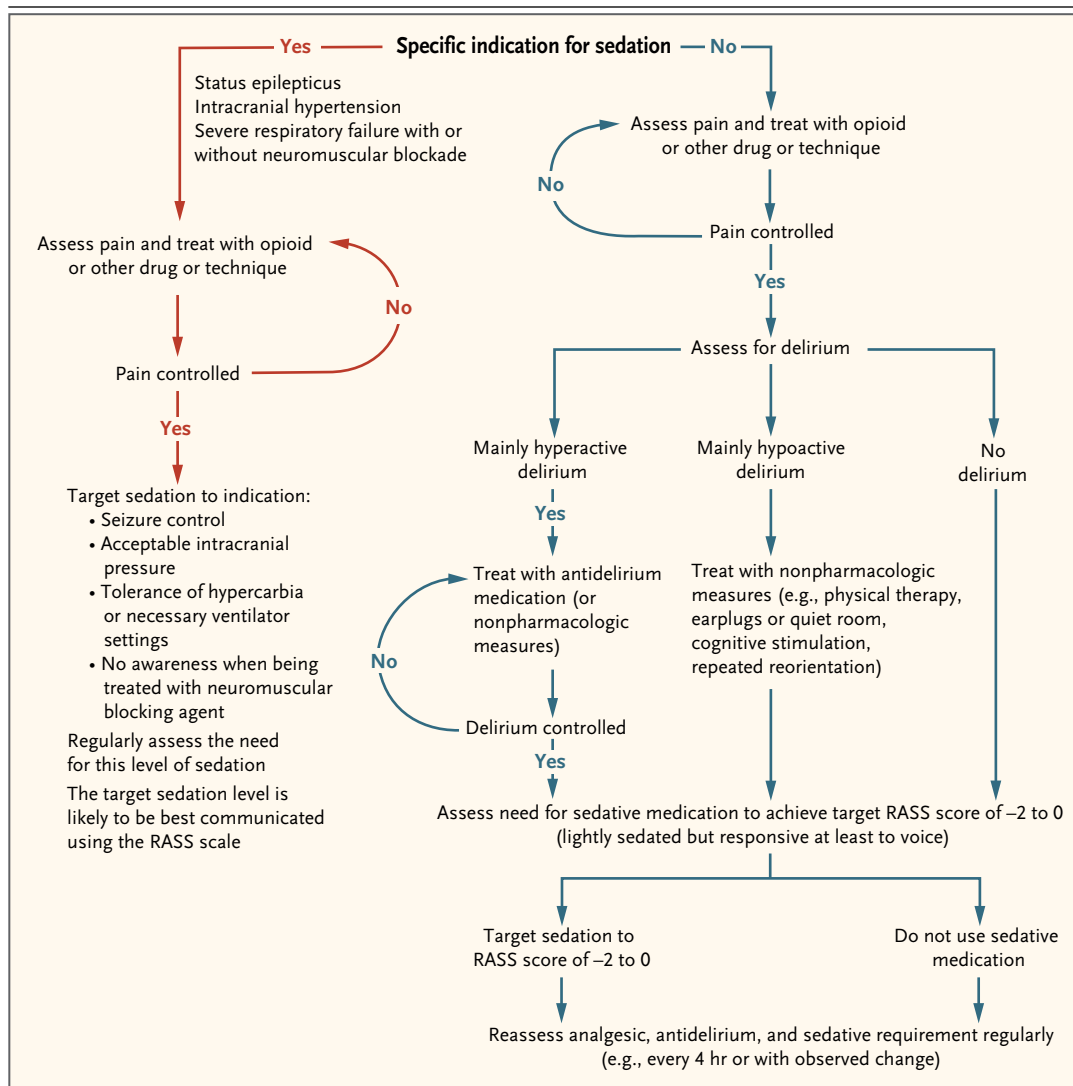 Specific indication for sedation
Yes
No
Status epilepticus
Intracranial hypertension
Severe respiratory failure with or
without neuromuscular blockade
Assess pain and treat with opioid
or other drug or technique
No
Pain controlled
Yes
Target sedation to indication:
• Seizure control
• Acceptable intracranial
pressure
• Tolerance of hypercarbia
or necessary ventilator
settings
• No awareness when being
treated with neuromuscular
blocking agent
Regularly assess the need
for this level of sedation
The target sedation level is
likely to be best communicated
using the RASS scale
Assess pain and treat with opioid
or other drug or technique
No
Pain controlled
Yes
Assess for delirium
Mainly hyperactive
delirium
Yes
Treat with antidelirium
medication (or
nonpharmacologic
measures)
No
Delirium controlled
Yes
Mainly hypoactive
delirium
Treat with nonpharmacologic
measures (e.g., physical therapy,
earplugs or quiet room,
cognitive stimulation,
repeated reorientation)
No
delirium
Assess need for sedative medication to achieve target RASS score of –2 to 0
(lightly sedated but responsive at least to voice)
Target sedation to
RASS score of –2 to 0
Do not use sedative
medication
Reassess analgesic, antidelirium, and sedative requirement regularly
(e.g., every 4 hr or with observed change)